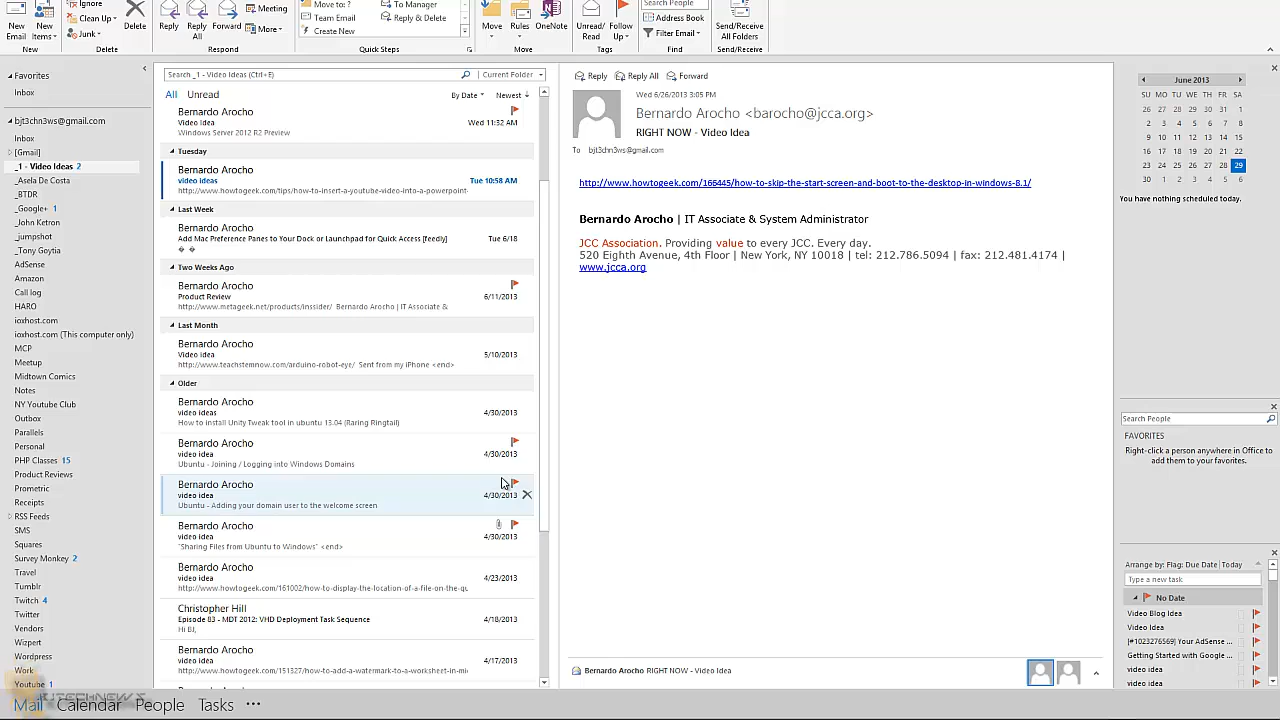 Ignore
Move to: ?
To Manager
Meeting
Search People
Clean Up
Team Email
Reply & Delete
Address Book
Junk
More
Create New
Filter Email
New Email
New Items
Delete
Reply
Reply All
Forward
Move
Rules
OneNote
Unread/ Read
Follow Up
Send/Receive All Folders
New
Delete
Respond
Quick Steps
Move
Tags
Find
Send/Receive
Favorites
Inbox
bjt3chn3ws@gmail.com
Inbox
[Gmail]
_1 - Video Ideas 2
_Asela De Costa
_BTDR
_Google+ 1
_John Ketron
_jumpshot
_Tony Goytia
AdSense
Amazon
Call log
HARO
ioxhost.com
ioxhost.com (This computer only)
MCP
Meetup
Midtown Comics
Notes
NY Youtube Club
Outbox
Parallels
Personal
PHP Classes 15
Product Reviews
Prometric
Receipts
RSS Feeds
SMS
Squares
Survey Monkey 2
Travel
Tumblr
Twitch 4
Twitter
Vendors
Wizpert
Wordpress
Work
Youtube 1
Search _1 - Video Ideas (Ctrl+E)
Current Folder
All Unread
By Date Newest
Bernardo Arocho
Video Idea Wed 11:32 AM
Windows Server 2012 R2 Preview
Tuesday
Bernardo Arocho
video ideas Tue 10:58 AM
http://www.howtogeek.com/tips/how-to-insert-a-youtube-video-into-a-powerpoint-
Last Week
Bernardo Arocho
Add Mac Preference Panes to Your Dock or Launchpad for Quick Access [feedly] Tue 6/18
Two Weeks Ago
Bernardo Arocho
Product Review 6/11/2013
http://www.metageek.net/products/inssider/ Bernardo Arocho | IT Associate &
Last Month
Bernardo Arocho
Video idea 5/10/2013
http://www.teachstemnow.com/arduino-robot-eye/ Sent from my iPhone <end>
Older
Bernardo Arocho
video ideas 4/30/2013
How to install Unity Tweak tool in ubuntu 13.04 (Raring Ringtail)
Bernardo Arocho
video idea 4/30/2013
Ubuntu - Joining / Logging into Windows Domains
Bernardo Arocho
video idea 4/30/2013
Ubuntu - Adding your domain user to the welcome screen
Bernardo Arocho
video idea 4/30/2013
"Sharing Files from Ubuntu to Windows" <end>
Bernardo Arocho
video idea 4/23/2013
http://www.howtogeek.com/161002/how-to-display-the-location-of-a-file-on-the-qu
Christopher Hill
Episode 83 - MDT 2012: VHD Deployment Task Sequence 4/18/2013
Hi BJ,
Bernardo Arocho
video idea 4/17/2013
http://www.howtogeek.com/151327/how-to-add-a-watermark-to-a-worksheet-in-mi
Reply Reply All Forward
Wed 6/26/2013 3:05 PM
Bernardo Arocho <barocho@jcca.org>
RIGHT NOW - Video Idea
To bjt3chn3ws@gmail.com
http://www.howtogeek.com/166445/how-to-skip-the-start-screen-and-boot-to-the-desktop-in-windows-8.1/
Bernardo Arocho | IT Associate & System Administrator
JCC Association. Providing value to every JCC. Every day.
520 Eighth Avenue, 4th Floor | New York, NY 10018 | tel: 212.786.5094 | fax: 212.481.4174 |
www.jcca.org
Bernardo Arocho RIGHT NOW - Video Idea
June 2013
SU MO TU WE TH FR SA
26 27 28 29 30 31 1
2 3 4 5 6 7 8
9 10 11 12 13 14 15
16 17 18 19 20 21 22
23 24 25 26 27 28 29
30 1 2 3 4 5 6
You have nothing scheduled today.
Search People
FAVORITES
Right-click a person anywhere in Office to
add them to your favorites.
Arrange by: Flag: Due Date Today
Type a new task
No Date
Video Blog Idea
Video Idea
[#1023276569] Your AdSense ...
Getting Started with Google ...
video idea
video idea
BJTECHNEWS
Mail Calendar People Tasks ...